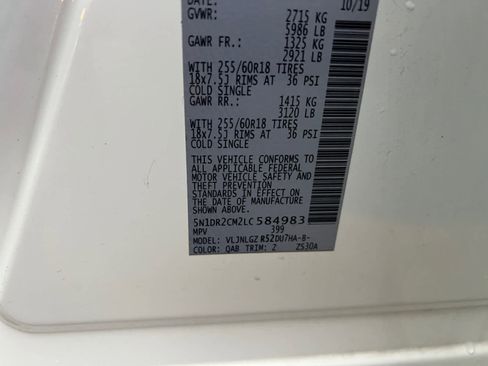 DATE: 10/19
GVWR: 2715 KG
5986 LB
GAWR FR.: 1325 KG
2921 LB
WITH 255/60R18 TIRES
18x7.5J RIMS AT 36 PSI
COLD SINGLE
GAWR RR.: 1415 KG
3120 LB
WITH 255/60R18 TIRES
18x7.5J RIMS AT 36 PSI
COLD SINGLE
THIS VEHICLE CONFORMS TO
ALL APPLICABLE FEDERAL
MOTOR VEHICLE SAFETY
AND THEFT PREVENTION
STANDARDS IN EFFECT ON
THE DATE OF MANUFACTURE
SHOWN ABOVE.
5N1DR2CM2LC584983
MPV 399
MODEL: VLJNLGZ R52DU7HA-B-
COLOR: QAB TRIM: Z ZS30A